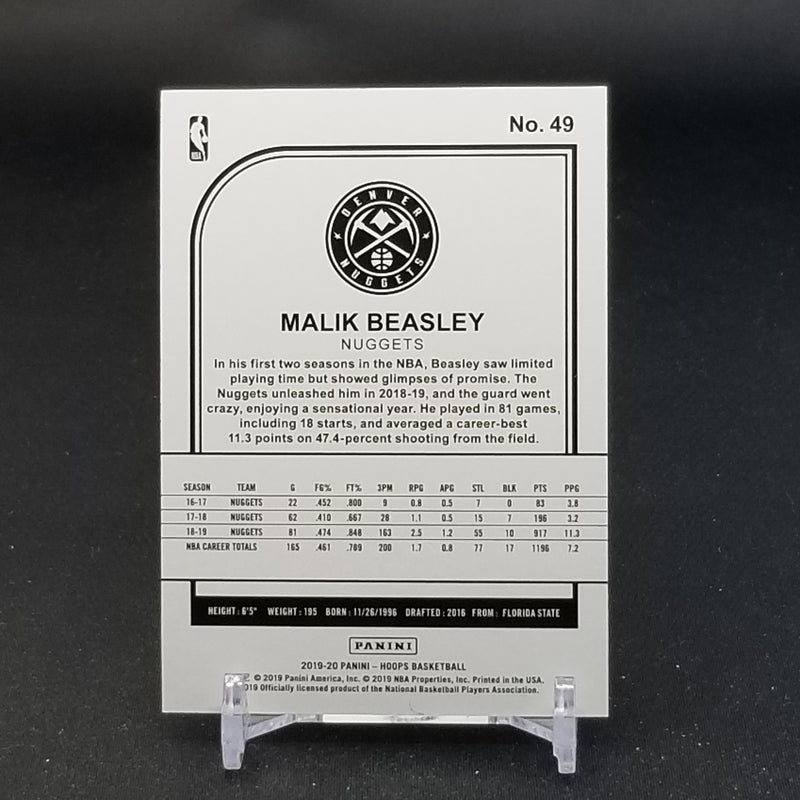 No. 49
NBA
DENVER
NUGGETS
MALIK BEASLEY
NUGGETS
In his first two seasons in the NBA, Beasley saw limited
playing time but showed glimpses of promise. The
Nuggets unleashed him in 2018-19, and the guard went
crazy, enjoying a sensational year. He played in 81 games,
including 18 starts, and averaged a career-best
11.3 points on 47.4-percent shooting from the field.
SEASON TEAM G FG% FT% 3PM RPG APG STL BLK PTS PPG
16-17 NUGGETS 22 .452 .800 9 0.8 0.5 7 0 83 3.8
17-18 NUGGETS 62 .410 .667 28 1.1 0.5 15 7 196 3.2
18-19 NUGGETS 81 .474 .848 163 2.5 1.2 55 10 917 11.3
NBA CAREER TOTALS 165 .461 .789 200 1.7 0.8 77 17 1196 7.2
HEIGHT: 6'5" WEIGHT: 195 BORN: 11/26/1996 DRAFTED: 2016 FROM: FLORIDA STATE
PANINI
2019-20 PANINI – HOOPS BASKETBALL
© 2019 Panini America, Inc. © 2019 NBA Properties, Inc. Printed in the USA.
019 Officially licensed product of the National Basketball Players Association.